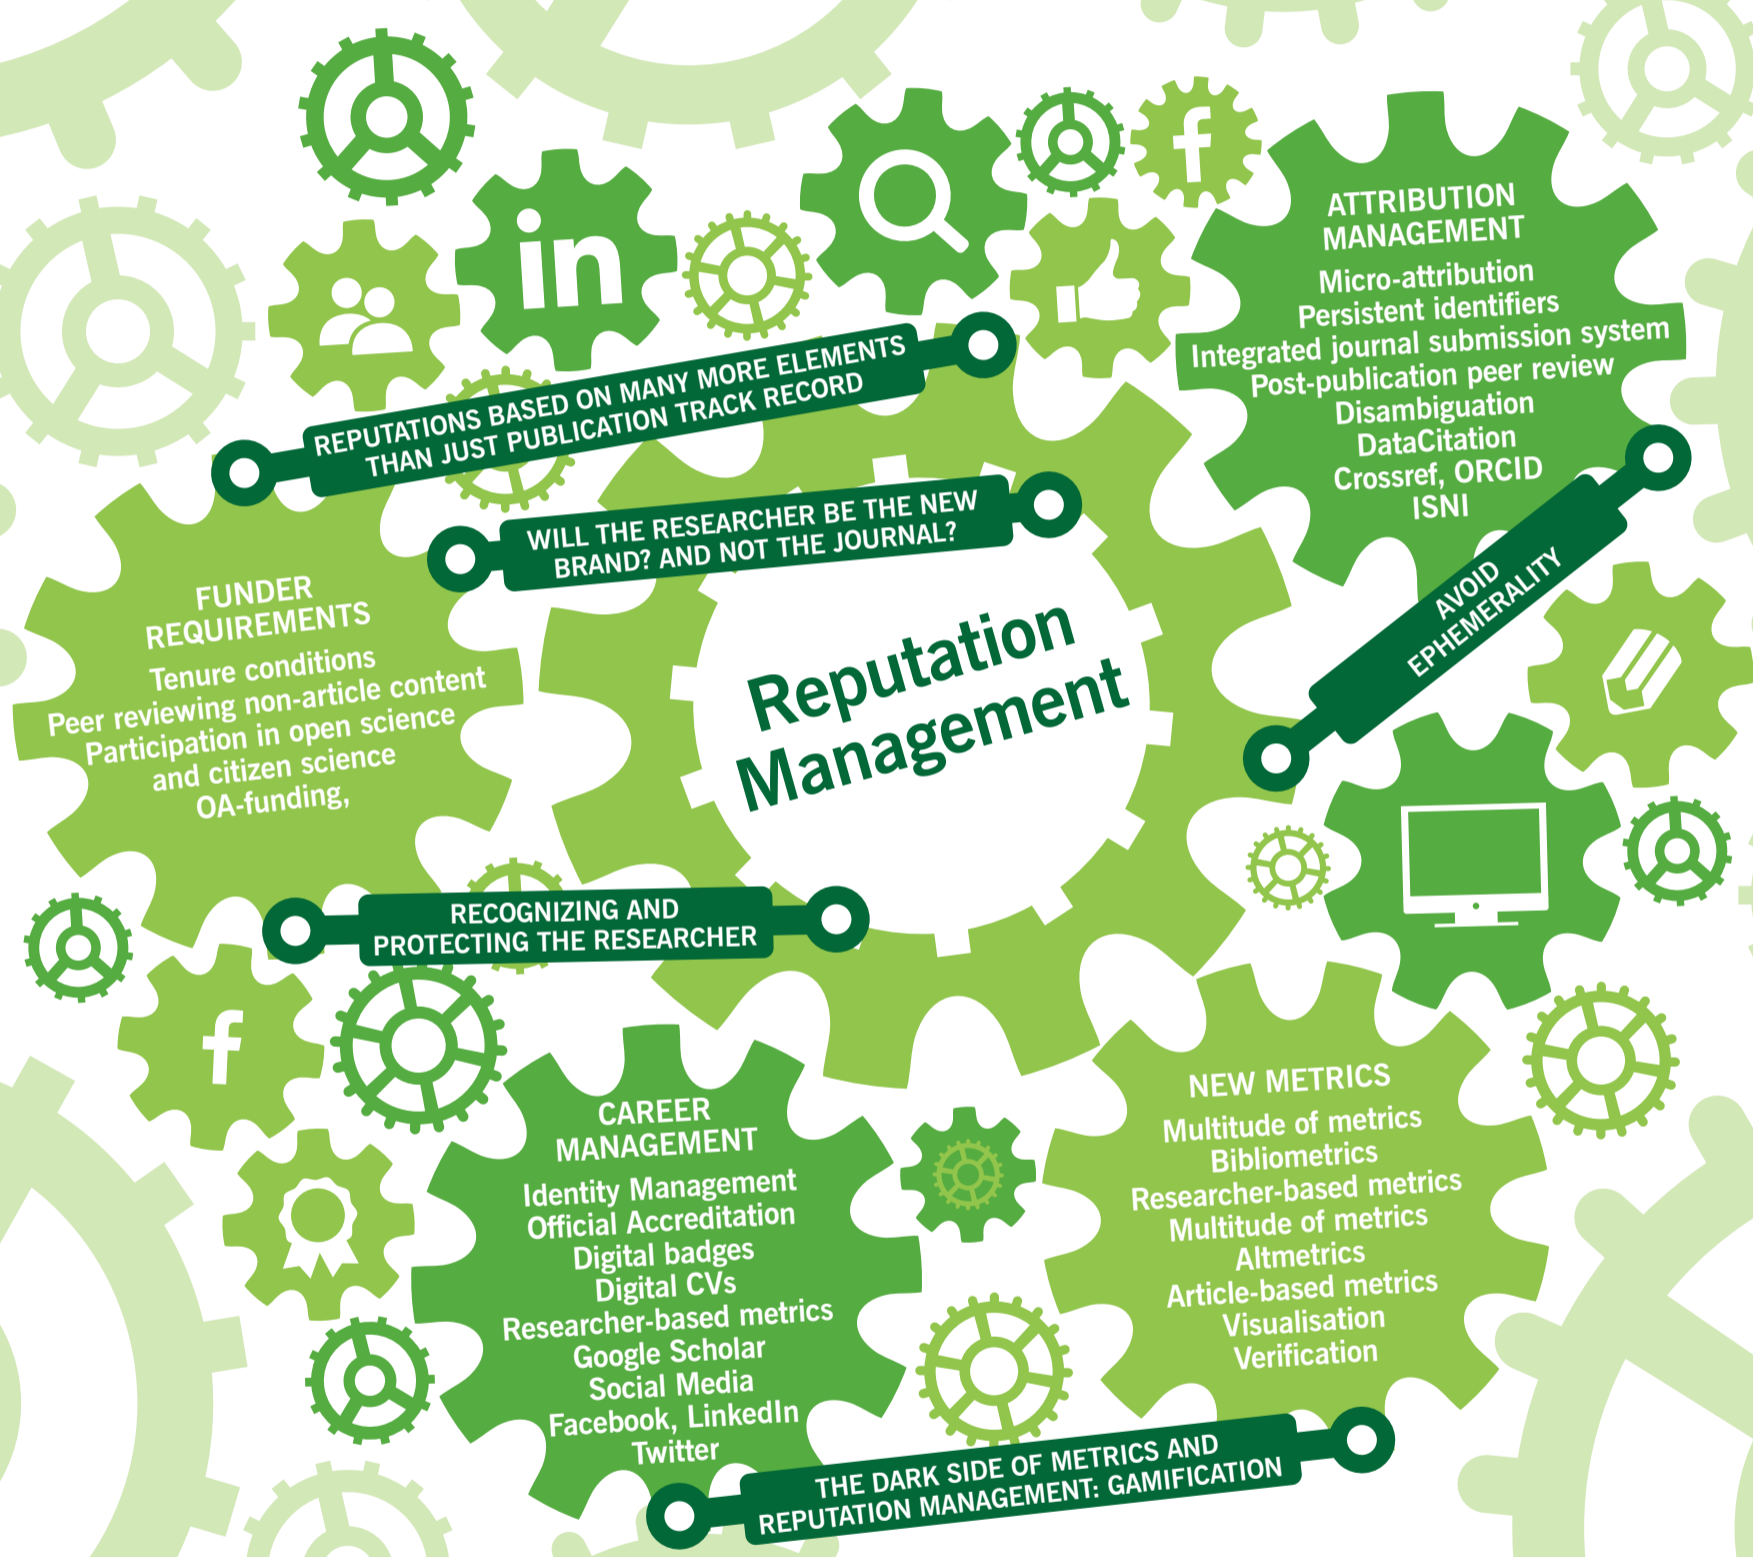 in
f
ATTRIBUTION
MANAGEMENT
Micro-attribution
Persistent identifiers
Integrated journal submission system
Post-publication peer review
Disambiguation
DataCitation
Crossref, ORCID
ISNI
REPUTATIONS BASED ON MANY MORE ELEMENTS
THAN JUST PUBLICATION TRACK RECORD
WILL THE RESEARCHER BE THE NEW
BRAND? AND NOT THE JOURNAL?
AVOID
EPHEMERALITY
FUNDER
REQUIREMENTS
Tenure conditions
Peer reviewing non-article content
Participation in open science
and citizen science
OA-funding,
Reputation
Management
RECOGNIZING AND
PROTECTING THE RESEARCHER
f
CAREER
MANAGEMENT
Identity Management
Official Accreditation
Digital badges
Digital CVs
Researcher-based metrics
Google Scholar
Social Media
Facebook, LinkedIn
Twitter
NEW METRICS
Multitude of metrics
Bibliometrics
Researcher-based metrics
Multitude of metrics
Altmetrics
Article-based metrics
Visualisation
Verification
THE DARK SIDE OF METRICS AND
REPUTATION MANAGEMENT: GAMIFICATION